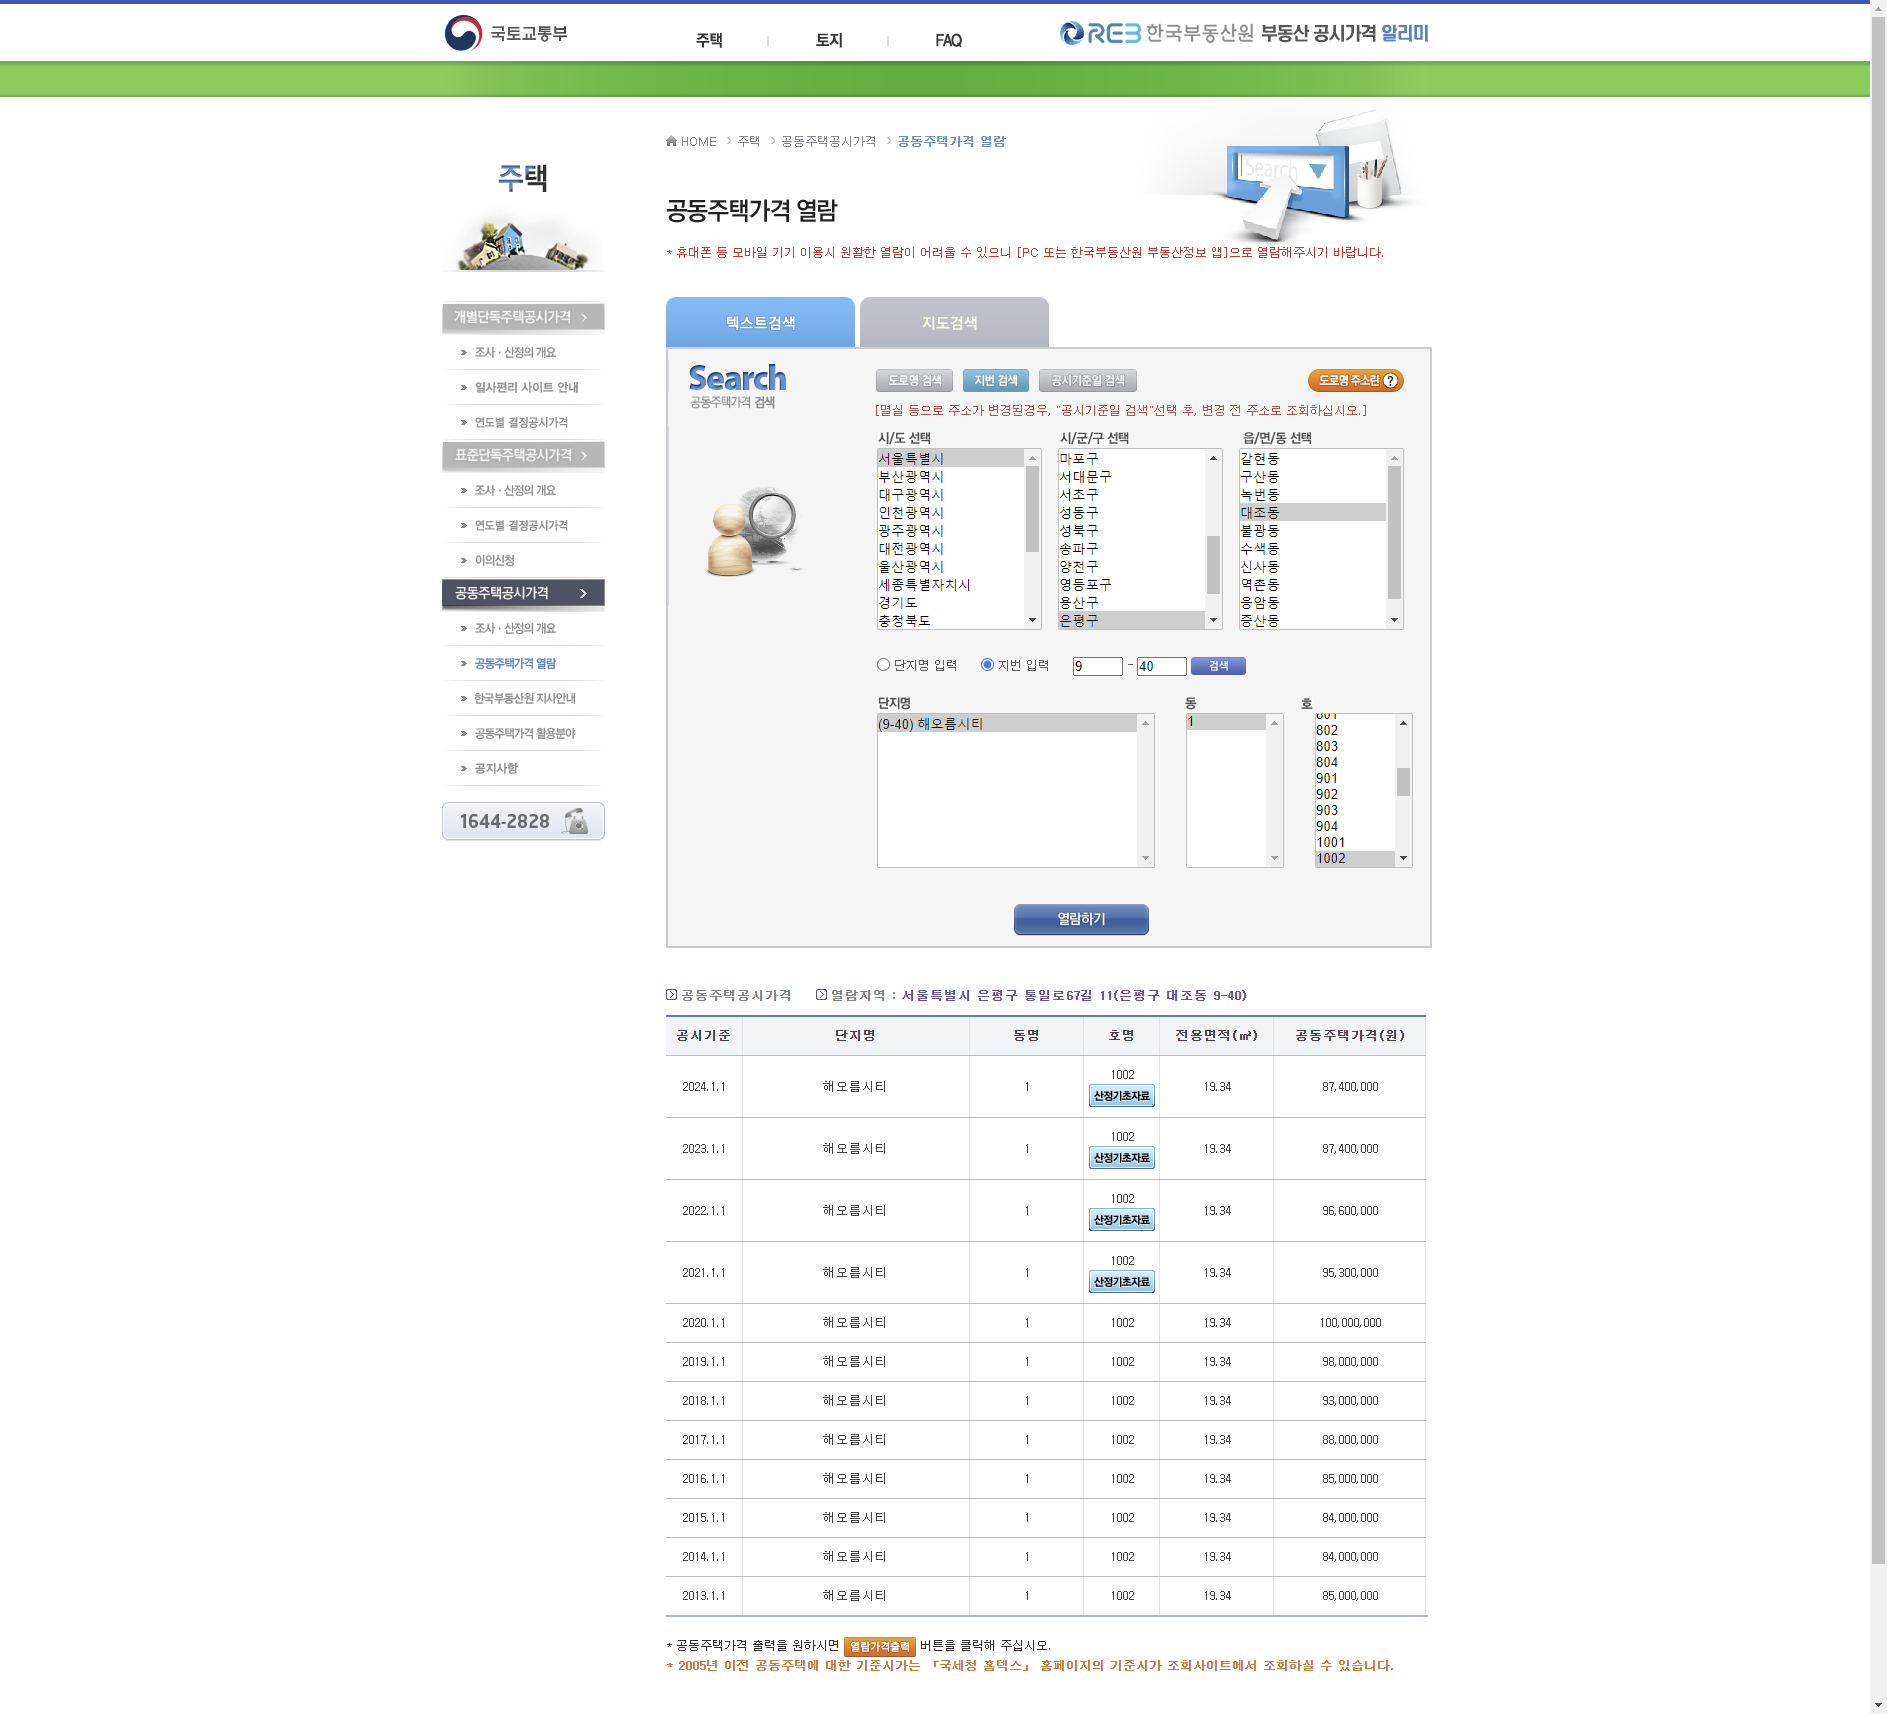 국토교통부
주택
토지
FAQ
REB 한국부동산원 부동산 공시가격 알리미
HOME > 주택 > 공동주택공시가격 > 공동주택가격 열람
주택
Search
공동주택가격 열람
* 휴대폰 등 모바일 기기 이용시 원활한 열람이 어려울 수 있으니 [PC 또는 한국부동산원 부동산정보 앱]으로 열람해주시기 바랍니다.
개별단독주택공시가격
조사 · 산정의 개요
일사편리 사이트 안내
연도별 결정공시가격
표준단독주택공시가격
조사 · 산정의 개요
연도별 결정공시가격
이의신청
공동주택공시가격
조사 · 산정의 개요
공동주택가격 열람
한국부동산원 지사안내
공동주택가격 활용분야
공지사항
1644-2828
텍스트검색
지도검색
Search
공동주택가격 검색
도로명 검색
지번 검색
공시기준일 검색
도로명 주소란 ?
[멸실 등으로 주소가 변경된경우, "공시기준일 검색"선택 후, 변경 전 주소로 조회하십시오.]
시/도 선택
서울특별시
부산광역시
대구광역시
인천광역시
광주광역시
대전광역시
울산광역시
세종특별자치시
경기도
충청북도
시/군/구 선택
마포구
서대문구
서초구
성동구
성북구
송파구
양천구
영등포구
용산구
은평구
읍/면/동 선택
갈현동
구산동
녹번동
대조동
불광동
수색동
신사동
역촌동
응암동
증산동
단지명 입력
지번 입력
9 - 40
검색
단지명
(9-40) 해오름시티
동
1
호
801
802
803
804
901
902
903
904
1001
1002
열람하기
공동주택공시가격
열람지역 : 서울특별시 은평구 통일로67길 11(은평구 대조동 9-40)
공시기준 단지명 동명 호명 전용면적(㎡) 공동주택가격(원)
2024.1.1 해오름시티 1 1002 산정기초자료 19.34 87,400,000
2023.1.1 해오름시티 1 1002 산정기초자료 19.34 87,400,000
2022.1.1 해오름시티 1 1002 산정기초자료 19.34 96,600,000
2021.1.1 해오름시티 1 1002 산정기초자료 19.34 95,300,000
2020.1.1 해오름시티 1 1002 19.34 100,000,000
2019.1.1 해오름시티 1 1002 19.34 98,000,000
2018.1.1 해오름시티 1 1002 19.34 93,000,000
2017.1.1 해오름시티 1 1002 19.34 88,000,000
2016.1.1 해오름시티 1 1002 19.34 85,000,000
2015.1.1 해오름시티 1 1002 19.34 84,000,000
2014.1.1 해오름시티 1 1002 19.34 84,000,000
2013.1.1 해오름시티 1 1002 19.34 85,000,000
* 공동주택가격 출력을 원하시면 열람가격출력 버튼을 클릭해 주십시오.
* 2005년 이전 공동주택에 대한 기준시가는 「국세청 홈텍스」 홈페이지의 기준시가 조회사이트에서 조회하실 수 있습니다.